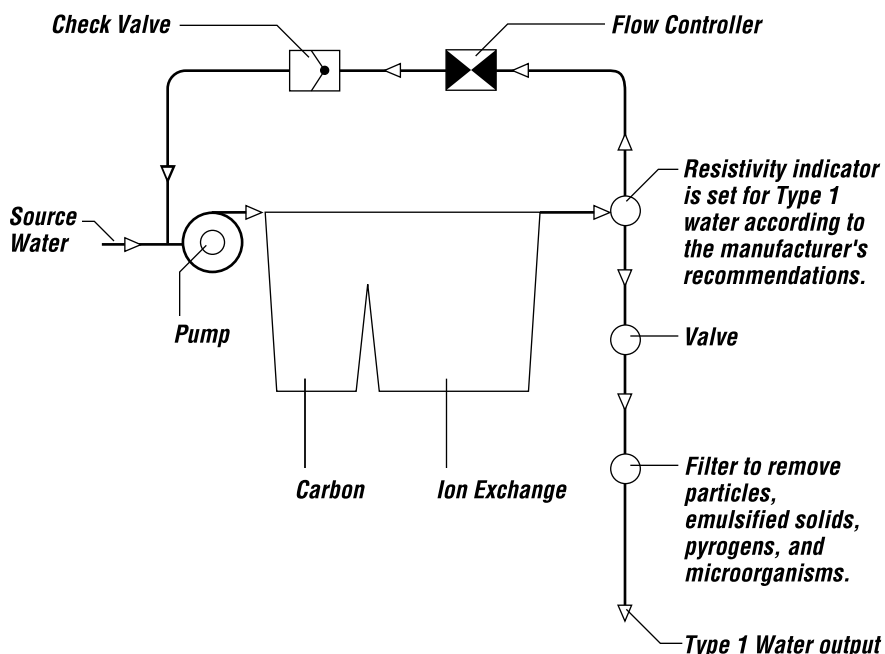 Check Valve
Flow Controller
Resistivity indicator
is set for Type 1
water according to
the manufacturer's
recommendations.
Source
Water
Pump
Valve
Carbon
Ion Exchange
Filter to remove
particles,
emulsified solids,
pyrogens, and
microorganisms.
Type 1 Water output